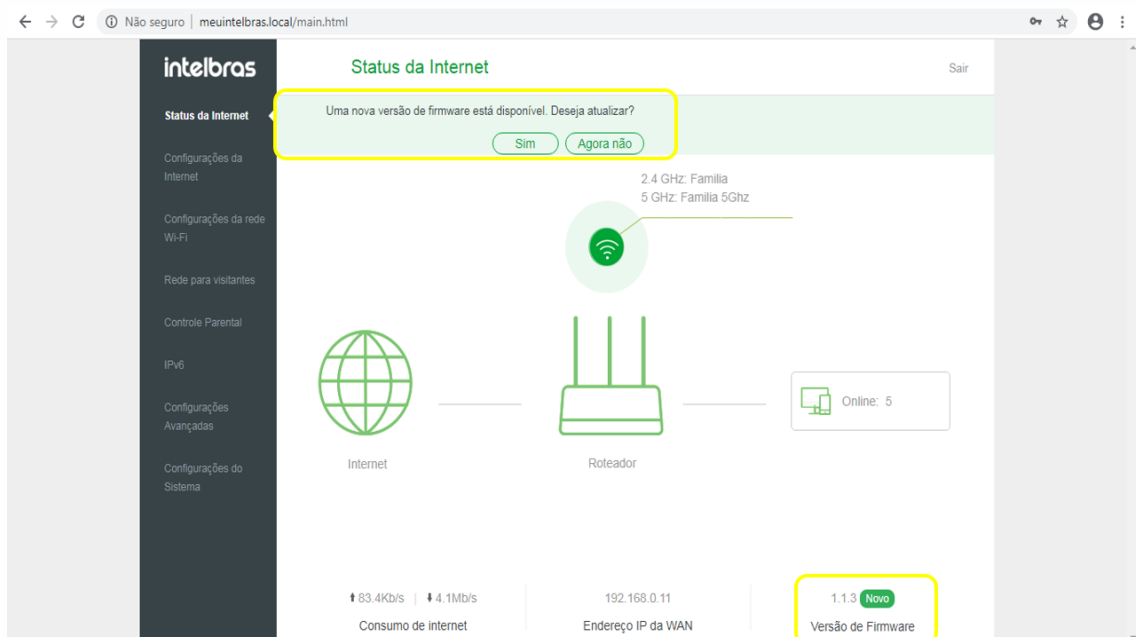 Não seguro | meuintelbras.local/main.html
intelbras
Status da Internet
Sair
Status da Internet
Uma nova versão de firmware está disponível. Deseja atualizar?
Sim
Agora não
Configurações da
Internet
2.4 GHz: Familia
5 GHz: Familia 5Ghz
Configurações da rede
Wi-Fi
Rede para visitantes
Controle Parental
IPv6
Configurações
Avançadas
Configurações do
Sistema
Online: 5
Internet
Roteador
83.4Kb/s | 4.1Mb/s
Consumo de internet
192.168.0.11
Endereço IP da WAN
1.1.3 Novo
Versão de Firmware